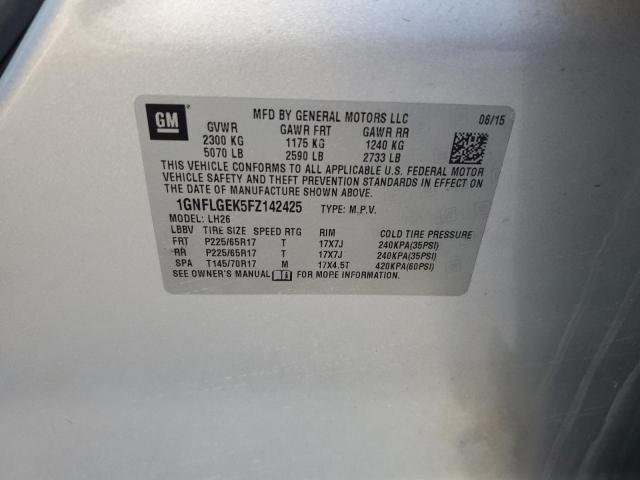 GM
MFD BY GENERAL MOTORS LLC 06/15
GVWR GAWR FRT GAWR RR
2300 KG 1175 KG 1240 KG
5070 LB 2590 LB 2733 LB
THIS VEHICLE CONFORMS TO ALL APPLICABLE U.S. FEDERAL MOTOR
VEHICLE SAFETY AND THEFT PREVENTION STANDARDS IN EFFECT ON
THE DATE OF MANUFACTURE SHOWN ABOVE.
1GNFLGEK5FZ142425 TYPE: M.P.V.
MODEL: LH26
LBBV TIRE SIZE SPEED RTG RIM COLD TIRE PRESSURE
FRT P225/65R17 T 17X7J 240KPA(35PSI)
RR P225/65R17 T 17X7J 240KPA(35PSI)
SPA T145/70R17 M 17X4.5T 420KPA(60PSI)
SEE OWNER'S MANUAL FOR MORE INFORMATION.